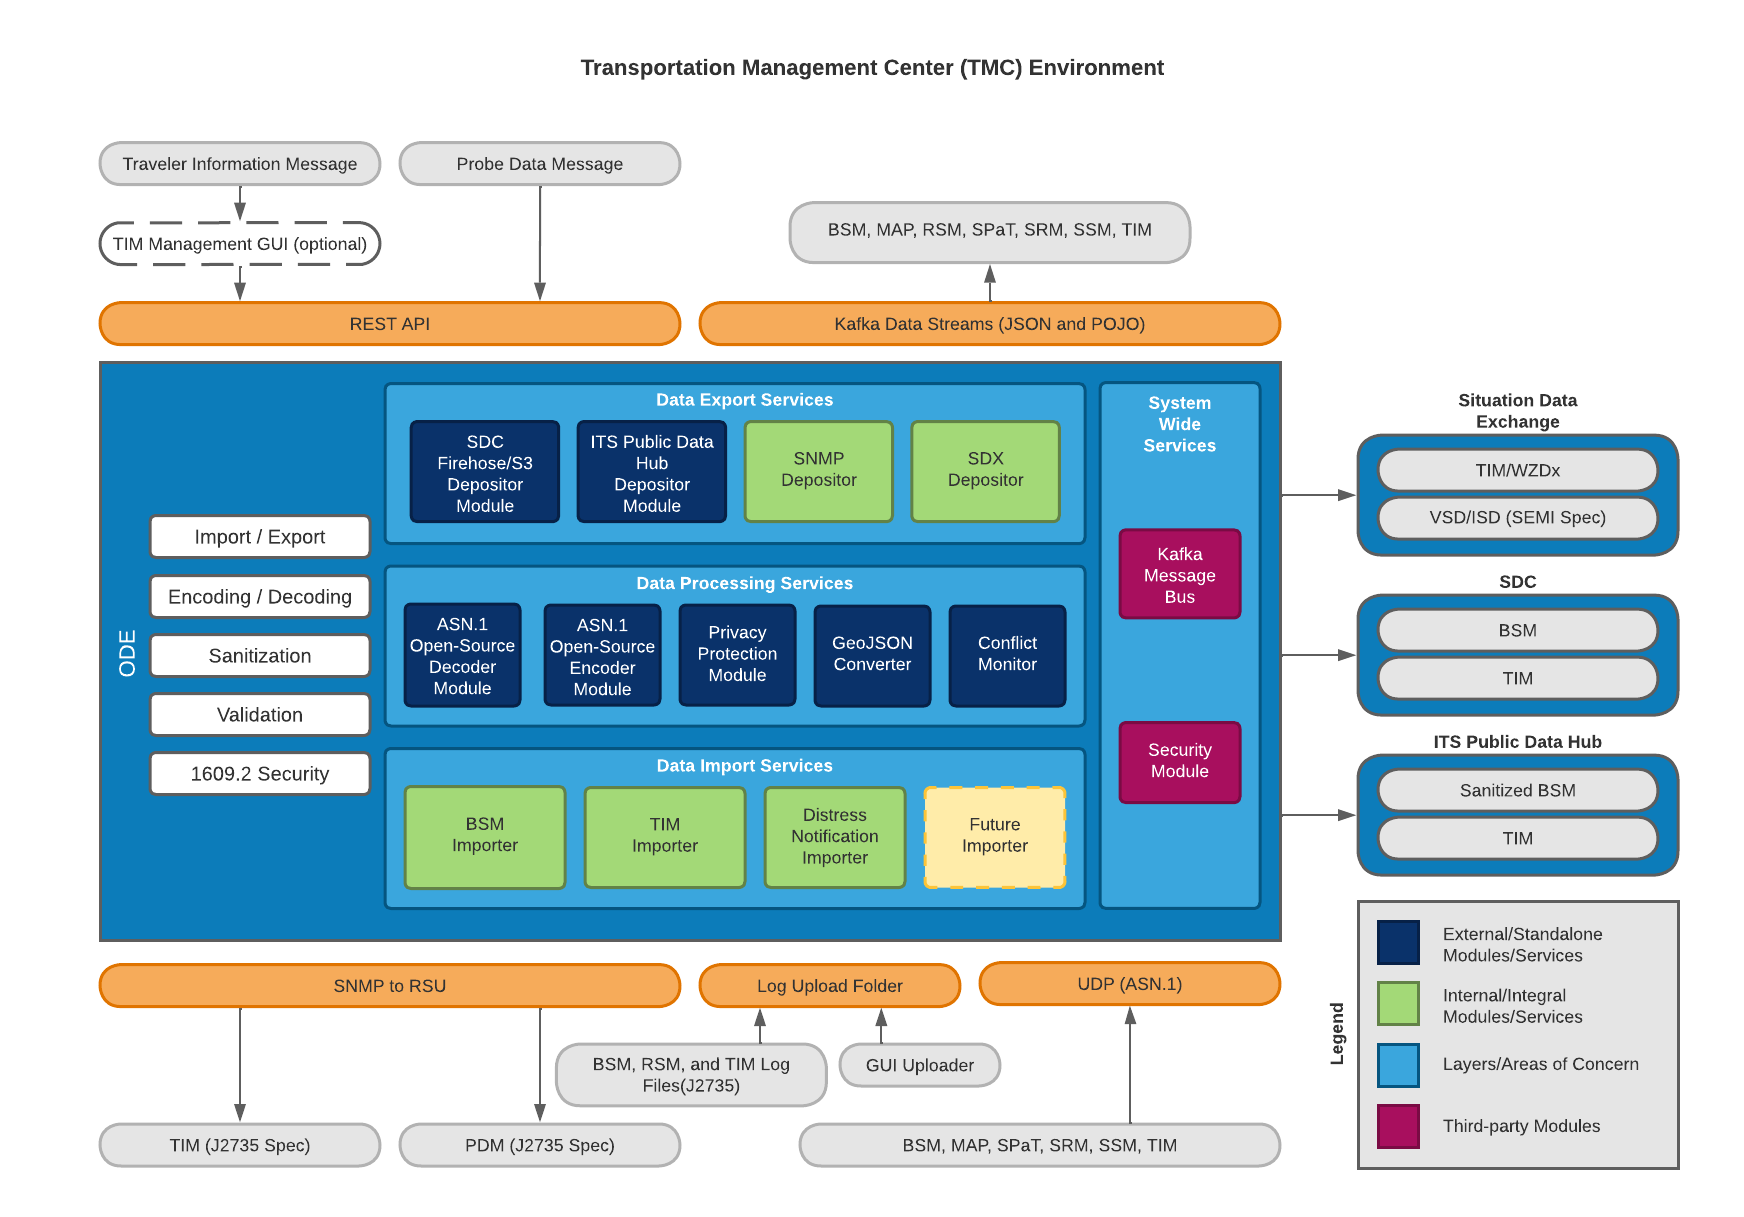 Transportation Management Center (TMC) Environment
Traveler Information Message
Probe Data Message
TIM Management GUI (optional)
BSM, MAP, RSM, SPaT, SRM, SSM, TIM
REST API
Kafka Data Streams (JSON and POJO)
ODE
Import / Export
Encoding / Decoding
Sanitization
Validation
1609.2 Security
Data Export Services
SDC
Firehose/S3
Depositor
Module
ITS Public Data
Hub
Depositor
Module
SNMP
Depositor
SDX
Depositor
Data Processing Services
ASN.1
Open-Source
Decoder
Module
ASN.1
Open-Source
Encoder
Module
Privacy
Protection
Module
GeoJSON
Converter
Conflict
Monitor
Data Import Services
BSM
Importer
TIM
Importer
Distress
Notification
Importer
Future
Importer
System
Wide
Services
Kafka
Message
Bus
Security
Module
Situation Data
Exchange
TIM/WZDx
VSD/ISD (SEMI Spec)
SDC
BSM
TIM
ITS Public Data Hub
Sanitized BSM
TIM
SNMP to RSU
Log Upload Folder
UDP (ASN.1)
BSM, RSM, and TIM Log
Files(J2735)
GUI Uploader
TIM (J2735 Spec)
PDM (J2735 Spec)
BSM, MAP, SPaT, SRM, SSM, TIM
Legend
External/Standalone
Modules/Services
Internal/Integral
Modules/Services
Layers/Areas of Concern
Third-party Modules